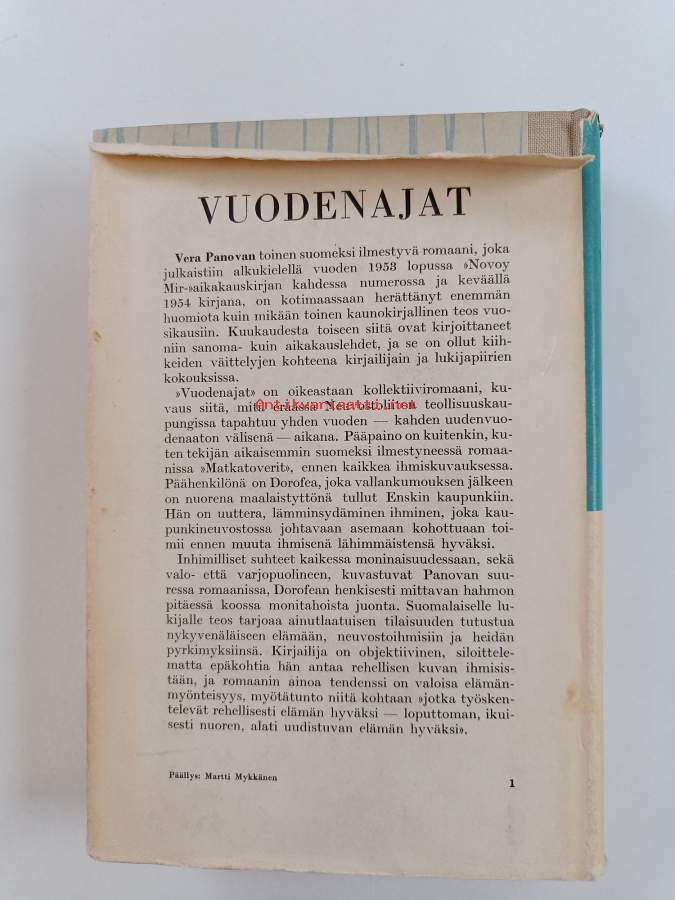 VUODENAJAT
Vera Panovan toinen suomeksi ilmestyvä romaani, joka
julkaistiin alkukielellä vuoden 1953 lopussa »Novoy
Mir-»aikakauskirjan kahdessa numerossa ja keväällä
1954 kirjana, on kotimaassaan herättänyt enemmän
huomiota kuin mikään toinen kaunokirjallinen teos vuo-
sikausiin. Kuukaudesta toiseen siitä ovat kirjoittaneet
niin sanoma- kuin aikakauslehdet, ja se on ollut kiih-
keiden väittelyjen kohteena kirjailijain ja lukijapiirien
kokouksissa.
»Vuodenajat» on oikeastaan kollektiiviromaani, ku-
vaus siitä, mitä eräässä Neuvostoliiton teollisuuskau-
Antikvariaatti.net
pungissa tapahtuu yhden vuoden — kahden uudenvuo-
denaaton välisenä — aikana. Pääpaino on kuitenkin, ku-
ten tekijän aikaisemmin suomeksi ilmestyneessä romaa-
nissa »Matkatoverit», ennen kaikkea ihmiskuvauksessa.
Päähenkilönä on Dorofea, joka vallankumouksen jälkeen
on nuorena maalaistyttönä tullut Enskin kaupunkiin.
Hän on uuttera, lämminsydäminen ihminen, joka kau-
punkineuvostossa johtavaan asemaan kohottuaan toi-
mii ennen muuta ihmisenä lähimmäistensä hyväksi.
Inhimilliset suhteet kaikessa moninaisuudessaan, sekä
valo- että varjopuolineen, kuvastuvat Panovan suu-
ressa romaanissa, Dorofean henkisesti mittavan hahmon
pitäessä koossa monitahoista juonta. Suomalaiselle lu-
kijalle teos tarjoaa ainutlaatuisen tilaisuuden tutustua
nykyvenäläiseen elämään, neuvostoihmisiin ja heidän
pyrkimyksiinsä. Kirjailija on objektiivinen, siloittele-
matta epäkohtia hän antaa rehellisen kuvan ihmisis-
tään, ja romaanin ainoa tendenssi on valoisa elämän-
myönteisyys, myötätunto niitä kohtaan »jotka työsken-
televät rehellisesti elämän hyväksi — loputtoman, ikui-
sesti nuoren, alati uudistuvan elämän hyväksi».
Päällys: Martti Mykkänen
1